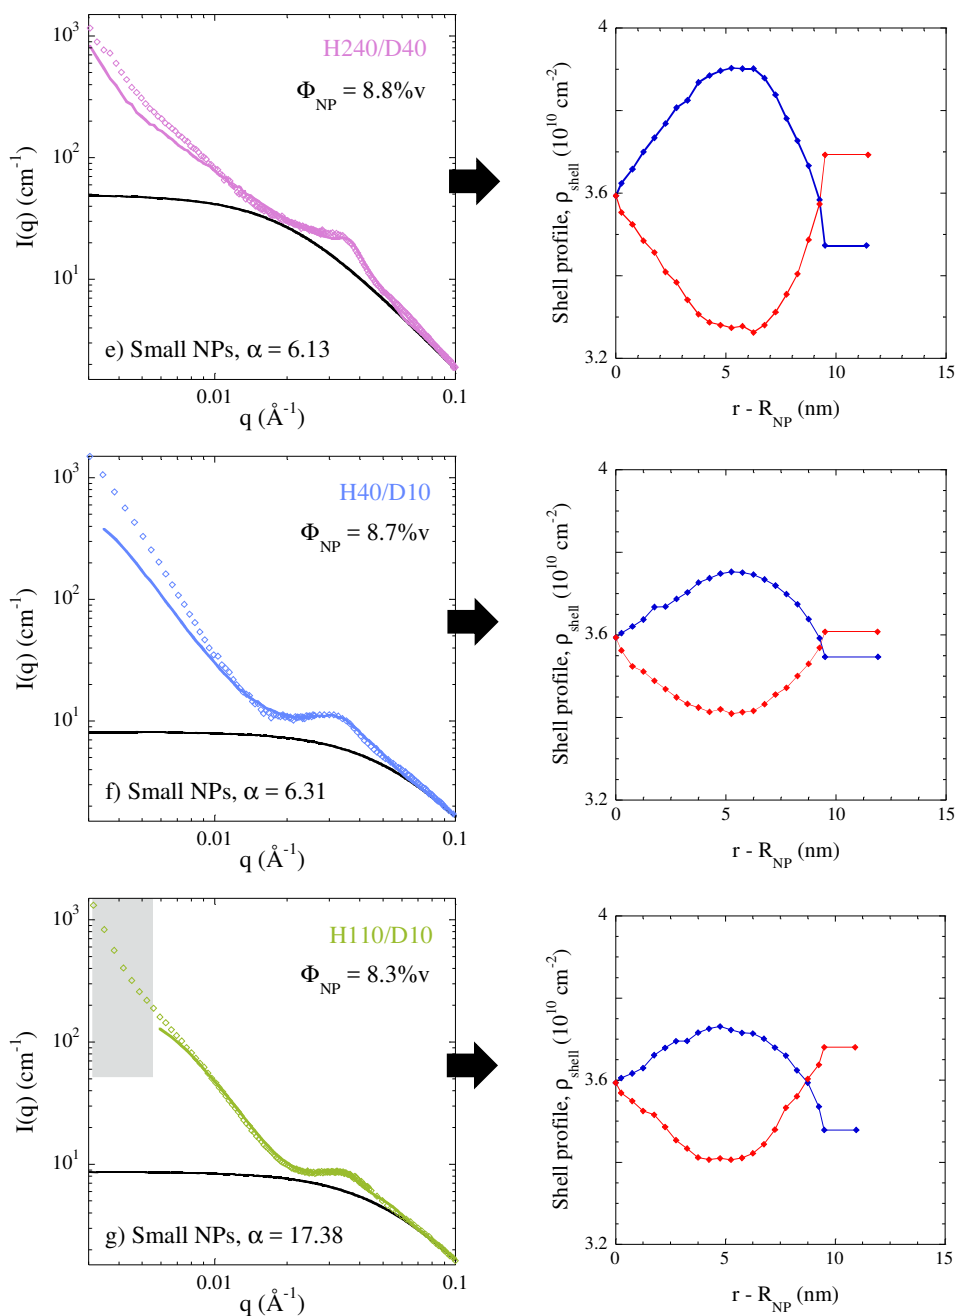 I(q) (cm⁻¹)
10³
10²
10¹
H240/D40
Φ_NP = 8.8%v
e) Small NPs, α = 6.13
0.01 0.1
q (Å⁻¹)
Shell profile, ρ_shell (10¹⁰ cm⁻²)
4
3.6
3.2
0 5 10 15
r - R_NP (nm)
I(q) (cm⁻¹)
10³
10²
10¹
H40/D10
Φ_NP = 8.7%v
f) Small NPs, α = 6.31
0.01 0.1
q (Å⁻¹)
Shell profile, ρ_shell (10¹⁰ cm⁻²)
4
3.6
3.2
0 5 10 15
r - R_NP (nm)
I(q) (cm⁻¹)
10³
10²
10¹
H110/D10
Φ_NP = 8.3%v
g) Small NPs, α = 17.38
0.01 0.1
q (Å⁻¹)
Shell profile, ρ_shell (10¹⁰ cm⁻²)
4
3.6
3.2
0 5 10 15
r - R_NP (nm)